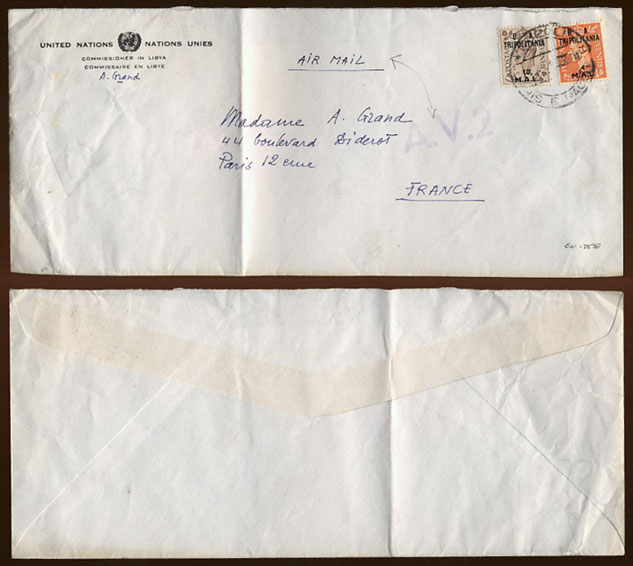 UNITED NATIONS NATIONS UNIES
COMMISSIONER IN LIBYA
COMMISSAIRE EN LIBYE
A. Grand
AIR MAIL
B. A.
TRIPOLITANIA
M.A.L.
B. A.
TRIPOLITANIA
M.A.L.
A.V.2
Madame A. Grand
44 boulevard Diderot
Paris 12 eme
FRANCE